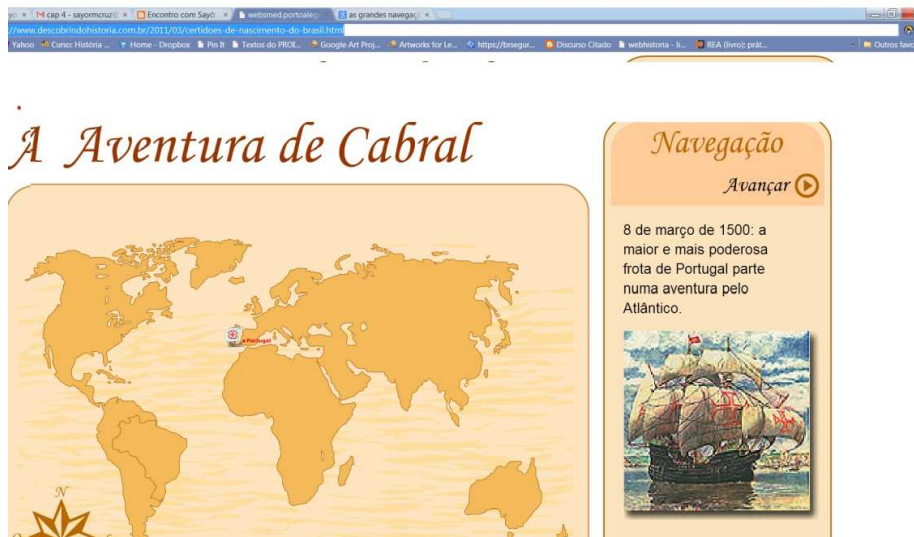 M cap 4 - sayormcruz@
Encontro com Sayô
websmed.portoaleg
as grandes navegaç
//www.descobrindohistoria.com.br/2011/03/certidoes-de-nascimento-do-brasil.html
Yahoo Curso: História ... Home - Dropbox Pin It Textos do PROI... Google Art Proj... Artworks for Le... https://brsegur... Discurso Citado webhistoria - li... REA (livro): prát... Outros favo
A Aventura de Cabral
Navegação
Avançar
8 de março de 1500: a
maior e mais poderosa
frota de Portugal parte
numa aventura pelo
Atlântico.
Portugal
N